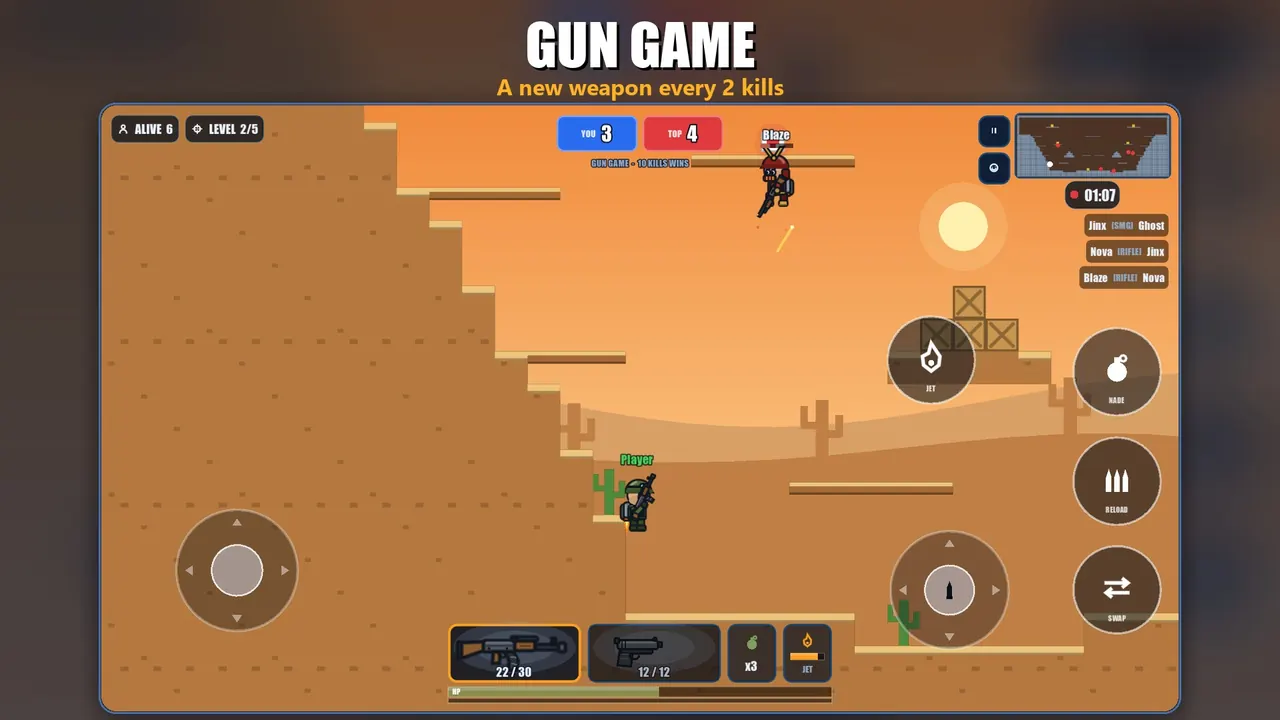 GUN GAME
A new weapon every 2 kills
ALIVE 6
LEVEL 2/5
YOU 3
TOP 4
GUN GAME - 10 KILLS WINS
Blaze
01:07
Jinx [SMG] Ghost
Nova [RIFLE] Jinx
Blaze [RIFLE] Nova
JET
NADE
Player
RELOAD
SWAP
22 / 30
12 / 12
x3
JET
HP